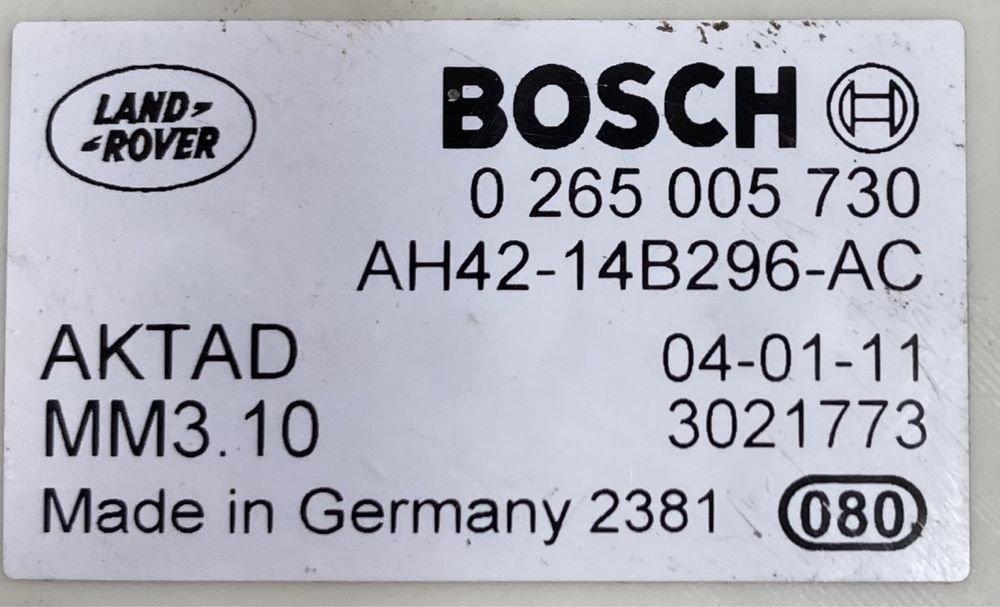 LAND
ROVER
BOSCH
0 265 005 730
AH42-14B296-AC
AKTAD 04-01-11
MM3.10 3021773
Made in Germany 2381 080